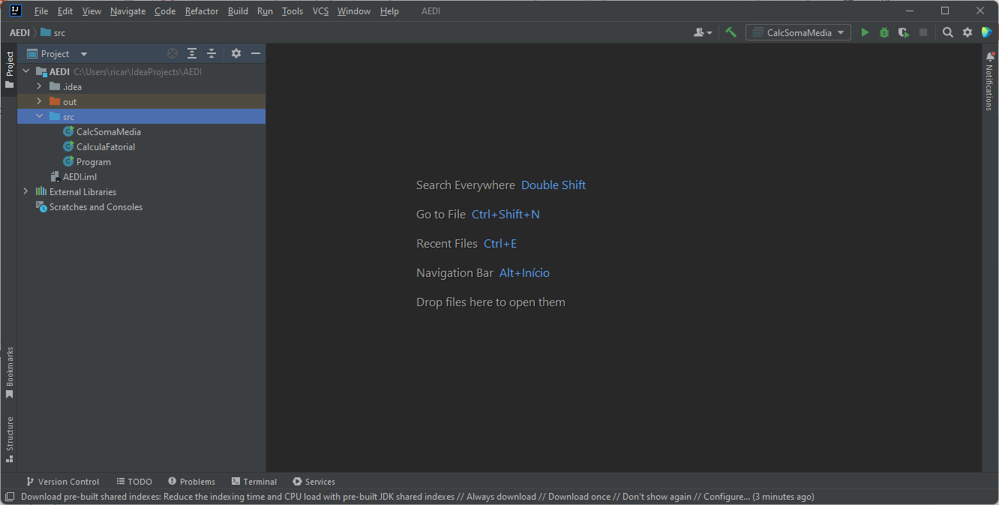 File Edit View Navigate Code Refactor Build Run Tools VCS Window Help AEDI
AEDI src
CalcSomaMedia
Project
Project
AEDI C:\Users\ricar\IdeaProjects\AEDI
.idea
out
src
CalcSomaMedia
CalculaFatorial
Program
AEDI.iml
External Libraries
Scratches and Consoles
Search Everywhere Double Shift
Go to File Ctrl+Shift+N
Recent Files Ctrl+E
Navigation Bar Alt+Início
Drop files here to open them
Notifications
Bookmarks
Structure
Version Control TODO Problems Terminal Services
Download pre-built shared indexes: Reduce the indexing time and CPU load with pre-built JDK shared indexes // Always download // Download once // Don't show again // Configure... (3 minutes ago)